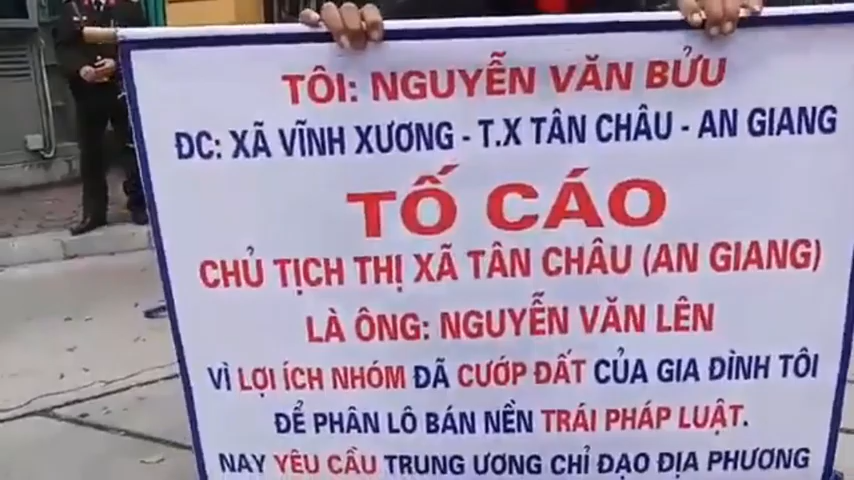 TÔI: NGUYỄN VĂN BỬU
ĐC: XÃ VĨNH XƯƠNG - T.X TÂN CHÂU - AN GIANG
TỐ CÁO
CHỦ TỊCH THỊ XÃ TÂN CHÂU (AN GIANG)
LÀ ÔNG: NGUYỄN VĂN LÊN
VÌ LỢI ÍCH NHÓM ĐÃ CƯỚP ĐẤT CỦA GIA DÌNH TÔI
ĐỂ PHÂN LÔ BÁN NỀN TRÁI PHÁP LUẬT.
NAY YÊU CẦU TRUNG ƯƠNG CHỈ ĐẠO ĐỊA PHƯƠNG